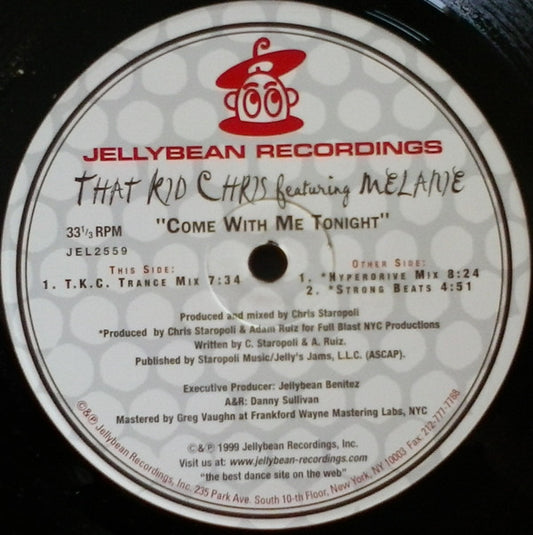 JELLYBEAN RECORDINGS
THAT KID CHRIS featuring MELANIE
"COME WITH ME TONIGHT"
33 1/3 RPM
JEL2559
THIS SIDE:
1. T.K.C. TRANCE MIX 7:34
OTHER SIDE:
1. *HYPERDRIVE MIX 8:24
2. *STRONG BEATS 4:51
Produced and mixed by Chris Staropoli
*Produced by Chris Staropoli & Adam Ruiz for Full Blast NYC Productions
Written by C. Staropoli & A. Ruiz.
Published by Staropoli Music/Jelly's Jams, L.L.C. (ASCAP).
Executive Producer: Jellybean Benitez
A&R: Danny Sullivan
Mastered by Greg Vaughn at Frankford Wayne Mastering Labs, NYC
©&℗ 1999 Jellybean Recordings, Inc.
Visit us at: www.jellybean-recordings.com
"the best dance site on the web"
©&℗ Jellybean Recordings, Inc. 235 Park Ave. South 10-th Floor, New York, NY 10003 Fax 212-777-7788